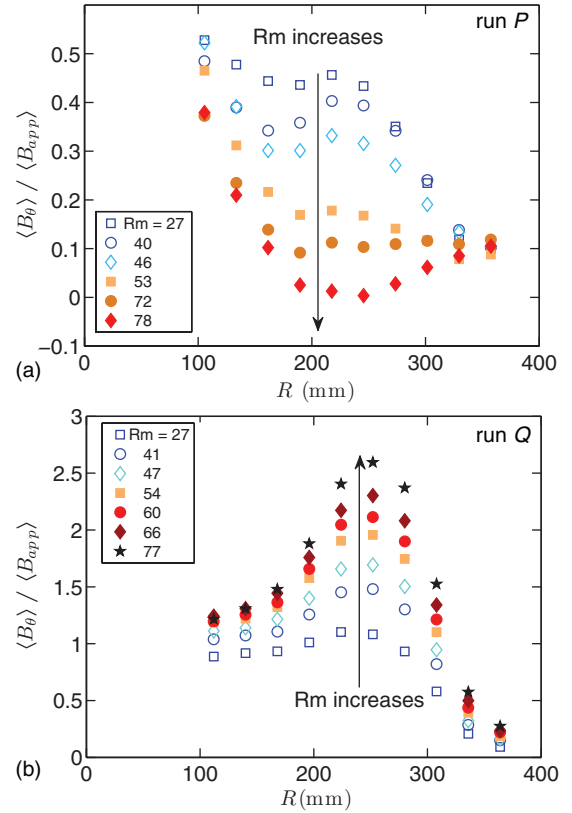 run P
Rm increases
0.5
0.4
0.3
0.2
0.1
0
−0.1
⟨Bθ⟩ / ⟨Bapp⟩
Rm = 27
40
46
53
72
78
0 100 200 300 400
R (mm)
(a)
run Q
3
2.5
2
1.5
1
0.5
0
⟨Bθ⟩ / ⟨Bapp⟩
Rm = 27
41
47
54
60
66
77
Rm increases
0 100 200 300 400
R (mm)
(b)